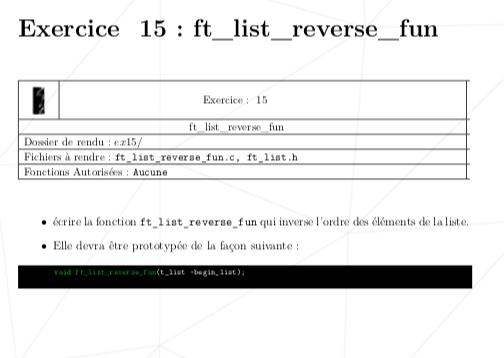 Exercice 15 : ft_list_reverse_fun
Exercice : 15
ft_list_reverse_fun
Dossier de rendu : ex15/
Fichiers à rendre : ft_list_reverse_fun.c, ft_list.h
Fonctions Autorisées : Aucune
• écrire la fonction ft_list_reverse_fun qui inverse l'ordre des éléments de la liste.
• Elle devra être prototypée de la façon suivante :
void ft_list_reverse_fun(t_list *begin_list);